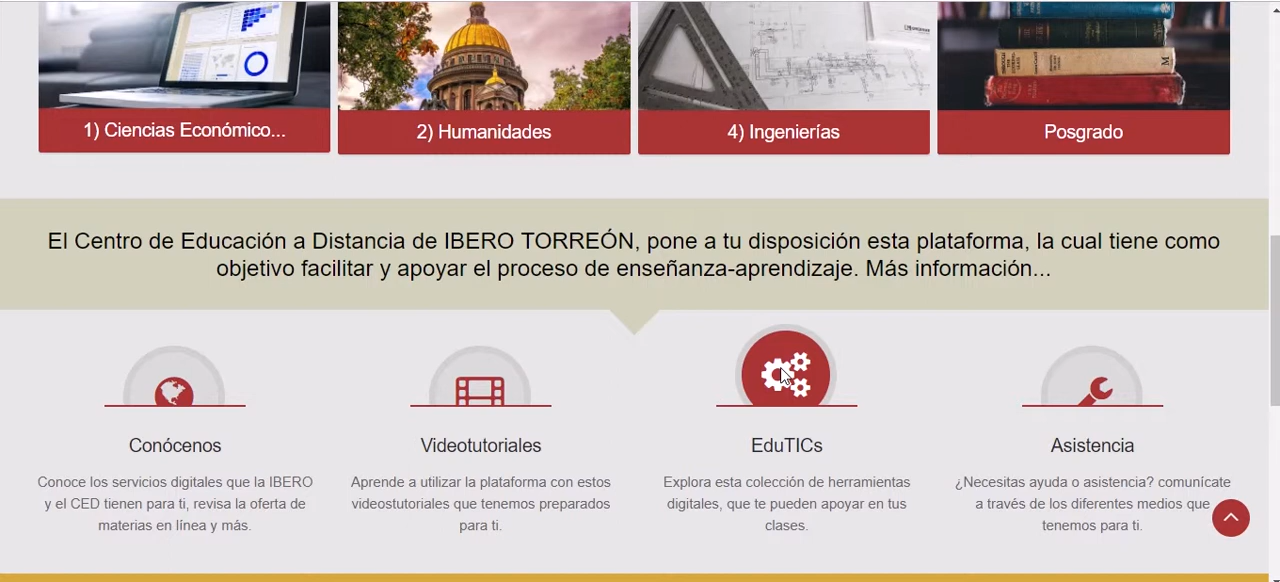 1) Ciencias Económico...
2) Humanidades
4) Ingenierías
Posgrado
El Centro de Educación a Distancia de IBERO TORREÓN, pone a tu disposición esta plataforma, la cual tiene como
objetivo facilitar y apoyar el proceso de enseñanza-aprendizaje. Más información...
Conócenos
Conoce los servicios digitales que la IBERO
y el CED tienen para ti, revisa la oferta de
materias en línea y más.
Videotutoriales
Aprende a utilizar la plataforma con estos
videostutoriales que tenemos preparados
para ti.
EduTICs
Explora esta colección de herramientas
digitales, que te pueden apoyar en tus
clases.
Asistencia
¿Necesitas ayuda o asistencia? comunícate
a través de los diferentes medios que
tenemos para ti.